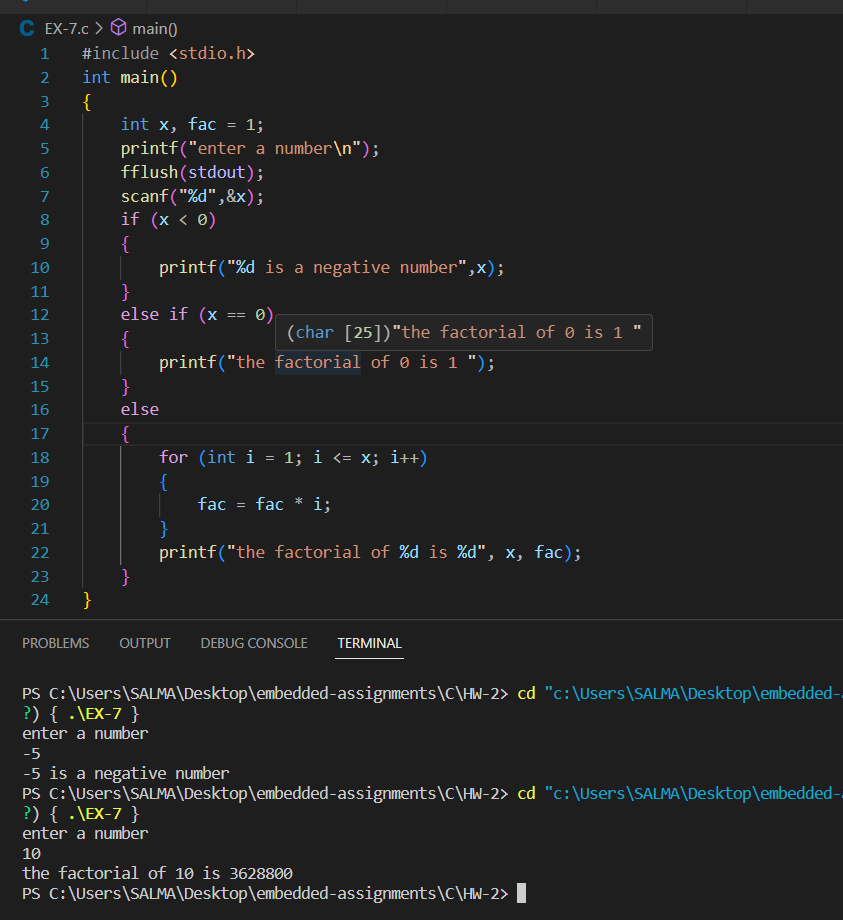 C EX-7.c > main()
1 #include <stdio.h>
2 int main()
3 {
4     int x, fac = 1;
5     printf("enter a number\n");
6     fflush(stdout);
7     scanf("%d",&x);
8     if (x < 0)
9     {
10         printf("%d is a negative number",x);
11     }
12     else if (x == 0)
(char [25])"the factorial of 0 is 1 "
13     {
14         printf("the factorial of 0 is 1 ");
15     }
16     else
17     {
18         for (int i = 1; i <= x; i++)
19         {
20             fac = fac * i;
21         }
22         printf("the factorial of %d is %d", x, fac);
23     }
24 }
PROBLEMS OUTPUT DEBUG CONSOLE TERMINAL
PS C:\Users\SALMA\Desktop\embedded-assignments\C\HW-2> cd "c:\Users\SALMA\Desktop\embedded-
?) { .\EX-7 }
enter a number
-5
-5 is a negative number
PS C:\Users\SALMA\Desktop\embedded-assignments\C\HW-2> cd "c:\Users\SALMA\Desktop\embedded-
?) { .\EX-7 }
enter a number
10
the factorial of 10 is 3628800
PS C:\Users\SALMA\Desktop\embedded-assignments\C\HW-2>